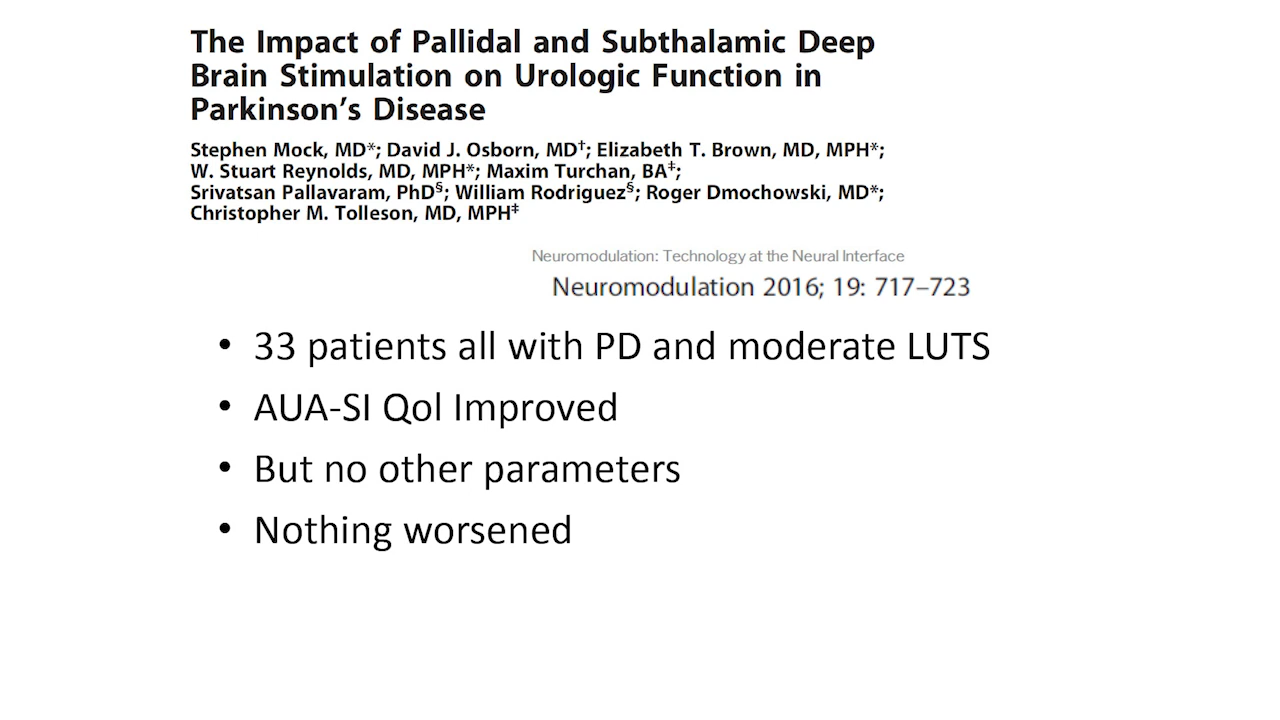 The Impact of Pallidal and Subthalamic Deep
Brain Stimulation on Urologic Function in
Parkinson’s Disease
Stephen Mock, MD*; David J. Osborn, MD†; Elizabeth T. Brown, MD, MPH*;
W. Stuart Reynolds, MD, MPH*; Maxim Turchan, BA‡;
Srivatsan Pallavaram, PhD§; William Rodriguez§; Roger Dmochowski, MD*;
Christopher M. Tolleson, MD, MPH‡
Neuromodulation: Technology at the Neural Interface
Neuromodulation 2016; 19: 717–723
• 33 patients all with PD and moderate LUTS
• AUA-SI Qol Improved
• But no other parameters
• Nothing worsened